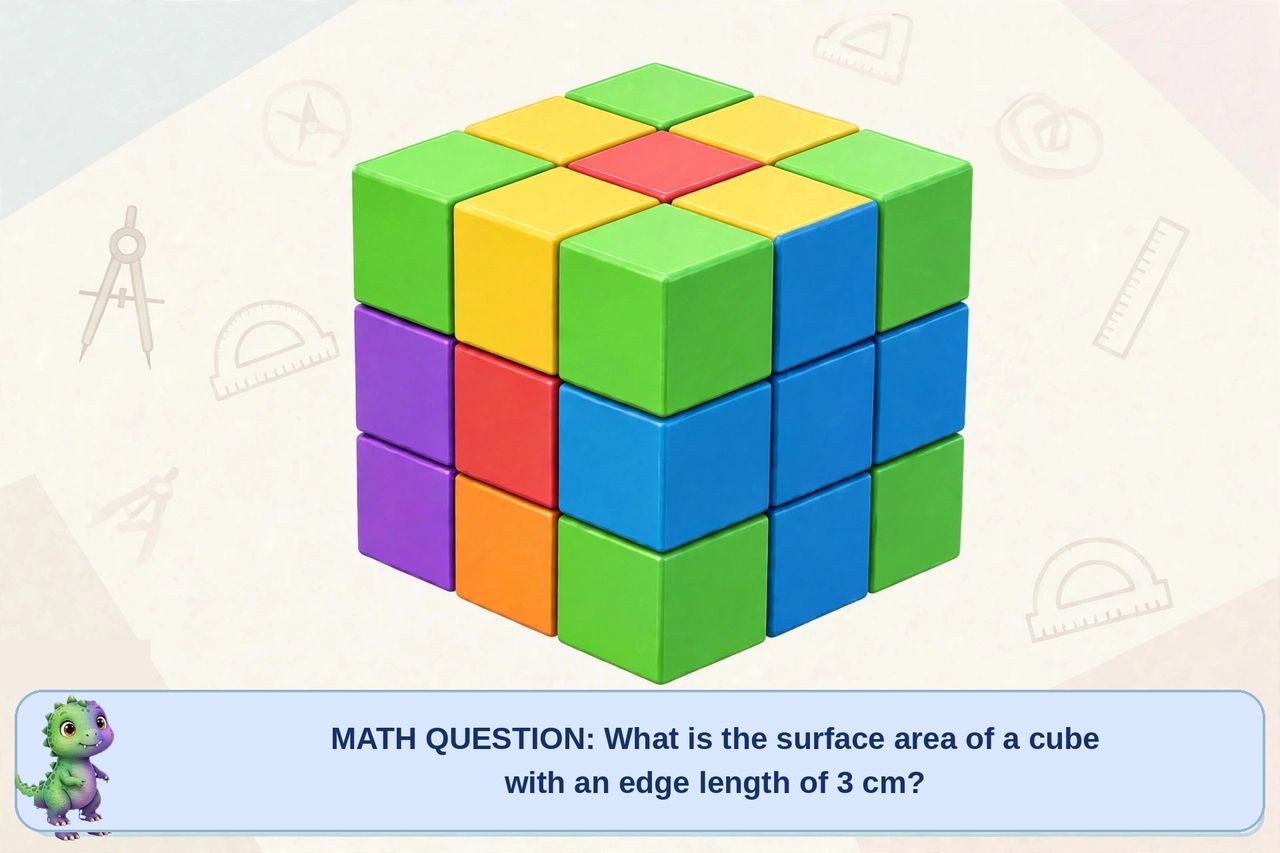 MATH QUESTION: What is the surface area of a cube
with an edge length of 3 cm?